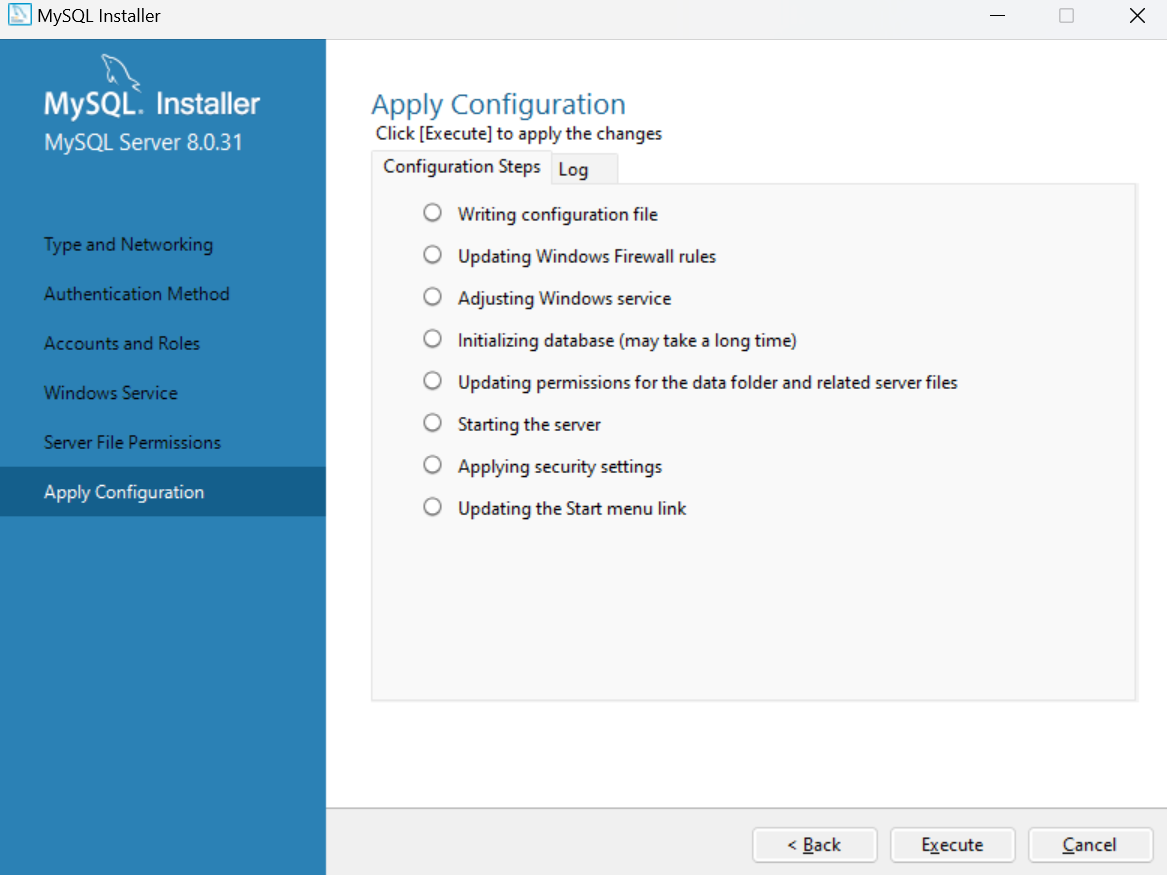 MySQL Installer
MySQL. Installer
MySQL Server 8.0.31
Type and Networking
Authentication Method
Accounts and Roles
Windows Service
Server File Permissions
Apply Configuration
Apply Configuration
Click [Execute] to apply the changes
Configuration Steps
Log
Writing configuration file
Updating Windows Firewall rules
Adjusting Windows service
Initializing database (may take a long time)
Updating permissions for the data folder and related server files
Starting the server
Applying security settings
Updating the Start menu link
< Back
Execute
Cancel